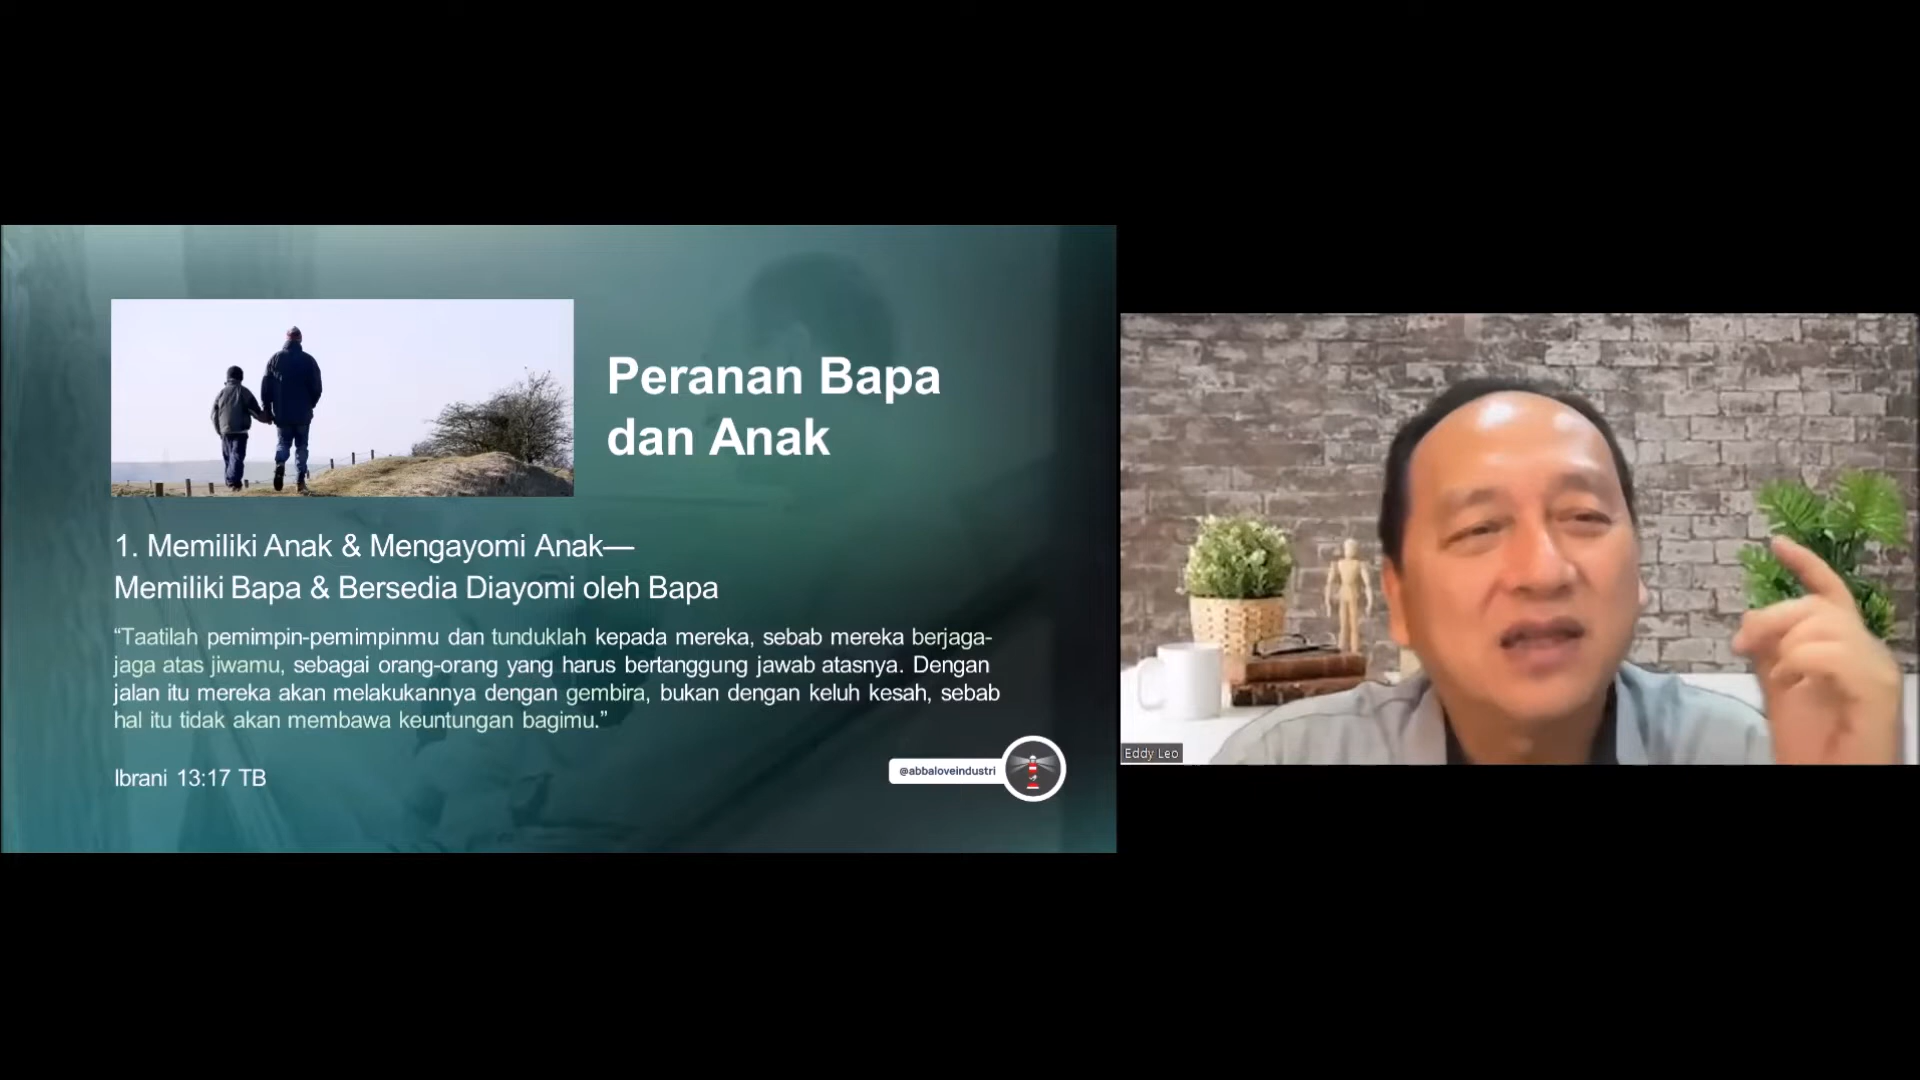 Peranan Bapa
dan Anak
1. Memiliki Anak & Mengayomi Anak—
Memiliki Bapa & Bersedia Diayomi oleh Bapa
“Taatilah pemimpin-pemimpinmu dan tunduklah kepada mereka, sebab mereka berjaga-
jaga atas jiwamu, sebagai orang-orang yang harus bertanggung jawab atasnya. Dengan
jalan itu mereka akan melakukannya dengan gembira, bukan dengan keluh kesah, sebab
hal itu tidak akan membawa keuntungan bagimu.”
Ibrani 13:17 TB
@abbaloveindustri
Eddy Leo